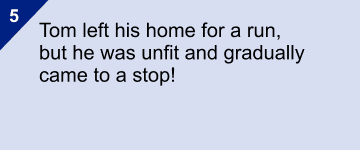 5
Tom left his home for a run,
but he was unfit and gradually
came to a stop!